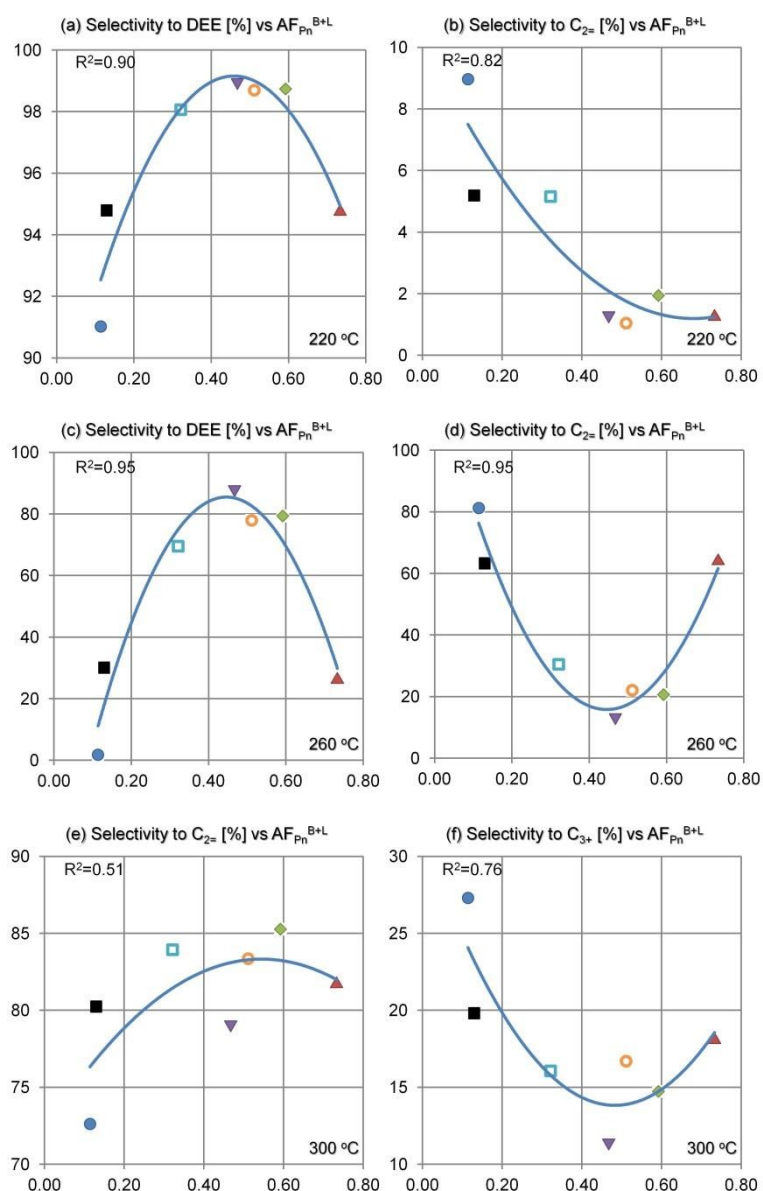 (a) Selectivity to DEE [%] vs AF_Pn^B+L
R²=0.90
100
98
96
94
92
90
220 °C
0.00 0.20 0.40 0.60 0.80
(b) Selectivity to C₂₌ [%] vs AF_Pn^B+L
R²=0.82
10
8
6
4
2
0
220 °C
0.00 0.20 0.40 0.60 0.80
(c) Selectivity to DEE [%] vs AF_Pn^B+L
R²=0.95
100
80
60
40
20
0
260 °C
0.00 0.20 0.40 0.60 0.80
(d) Selectivity to C₂₌ [%] vs AF_Pn^B+L
R²=0.95
100
80
60
40
20
0
260 °C
0.00 0.20 0.40 0.60 0.80
(e) Selectivity to C₂₌ [%] vs AF_Pn^B+L
R²=0.51
90
85
80
75
70
300 °C
0.00 0.20 0.40 0.60 0.80
(f) Selectivity to C₃₊ [%] vs AF_Pn^B+L
R²=0.76
30
25
20
15
10
300 °C
0.00 0.20 0.40 0.60 0.80